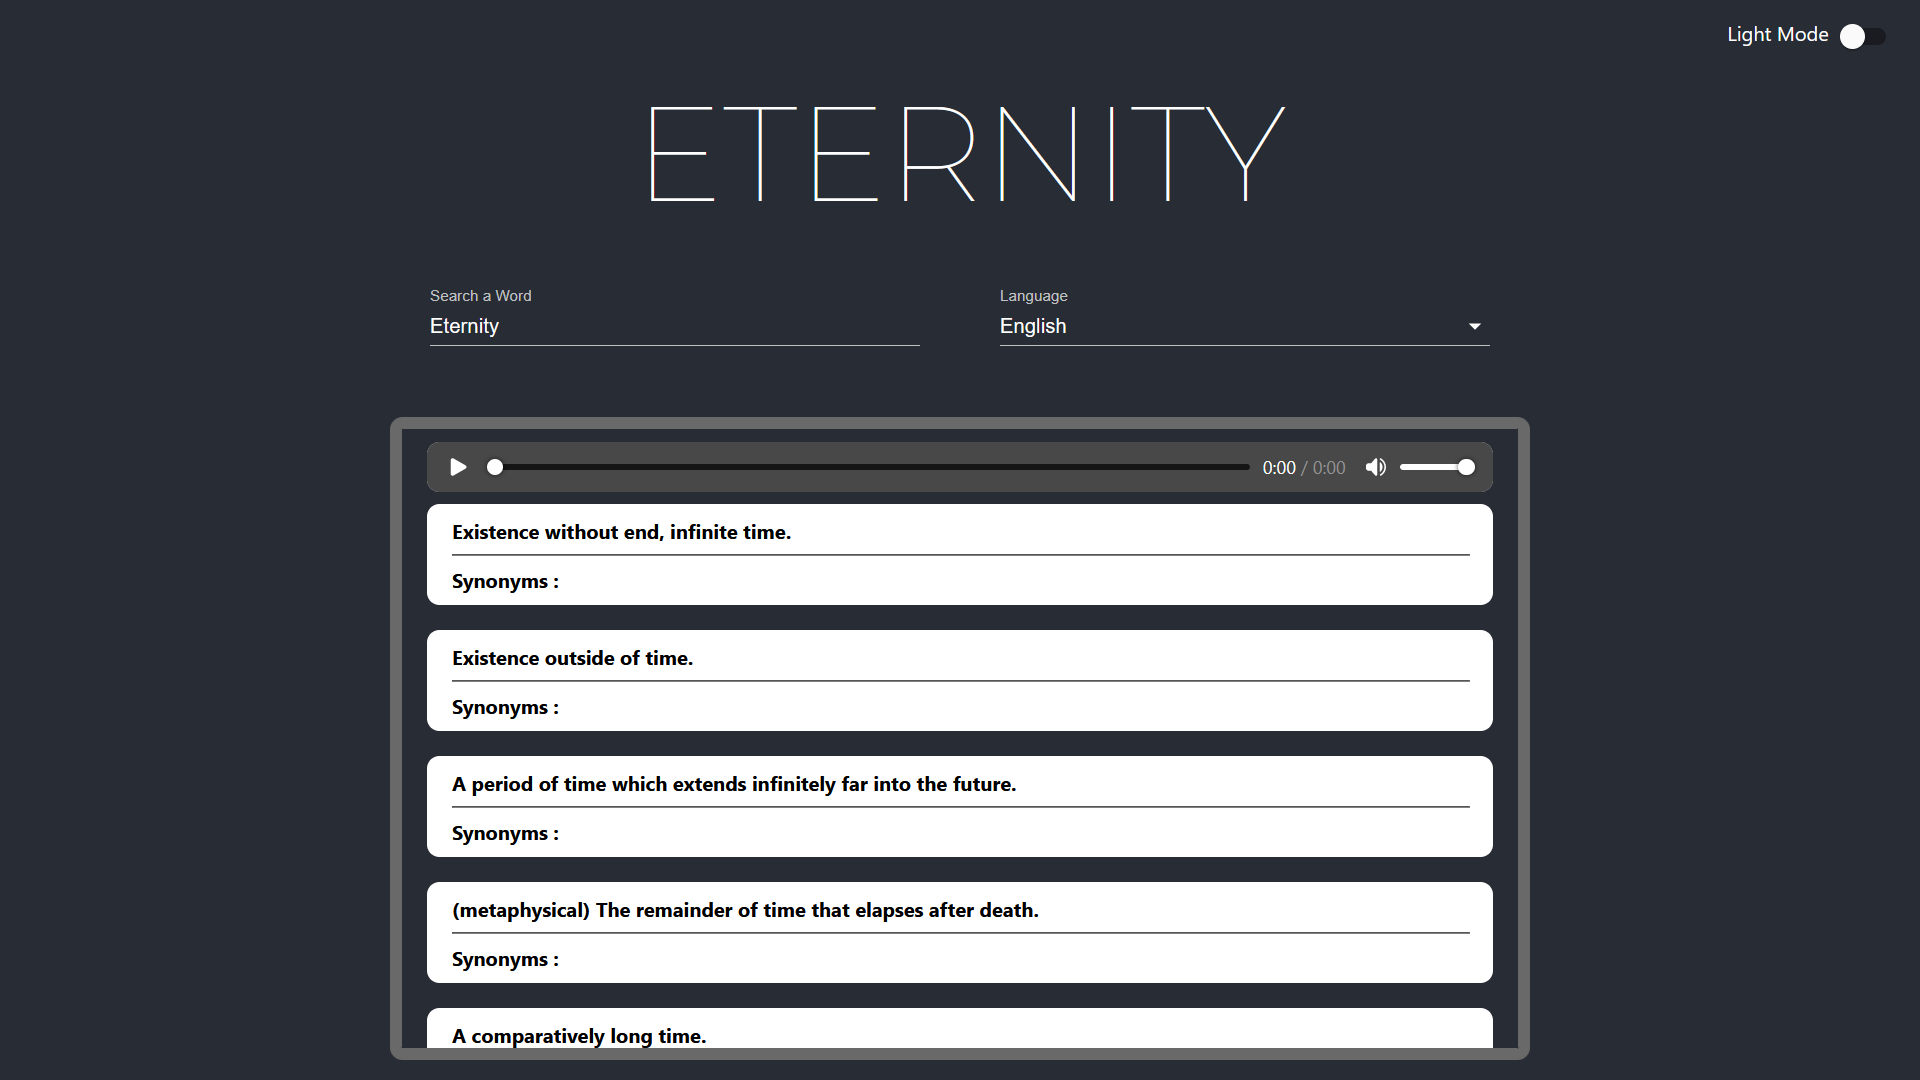 Light Mode
ETERNITY
Search a Word
Eternity
Language
English
0:00 / 0:00
Existence without end, infinite time.
Synonyms :
Existence outside of time.
Synonyms :
A period of time which extends infinitely far into the future.
Synonyms :
(metaphysical) The remainder of time that elapses after death.
Synonyms :
A comparatively long time.